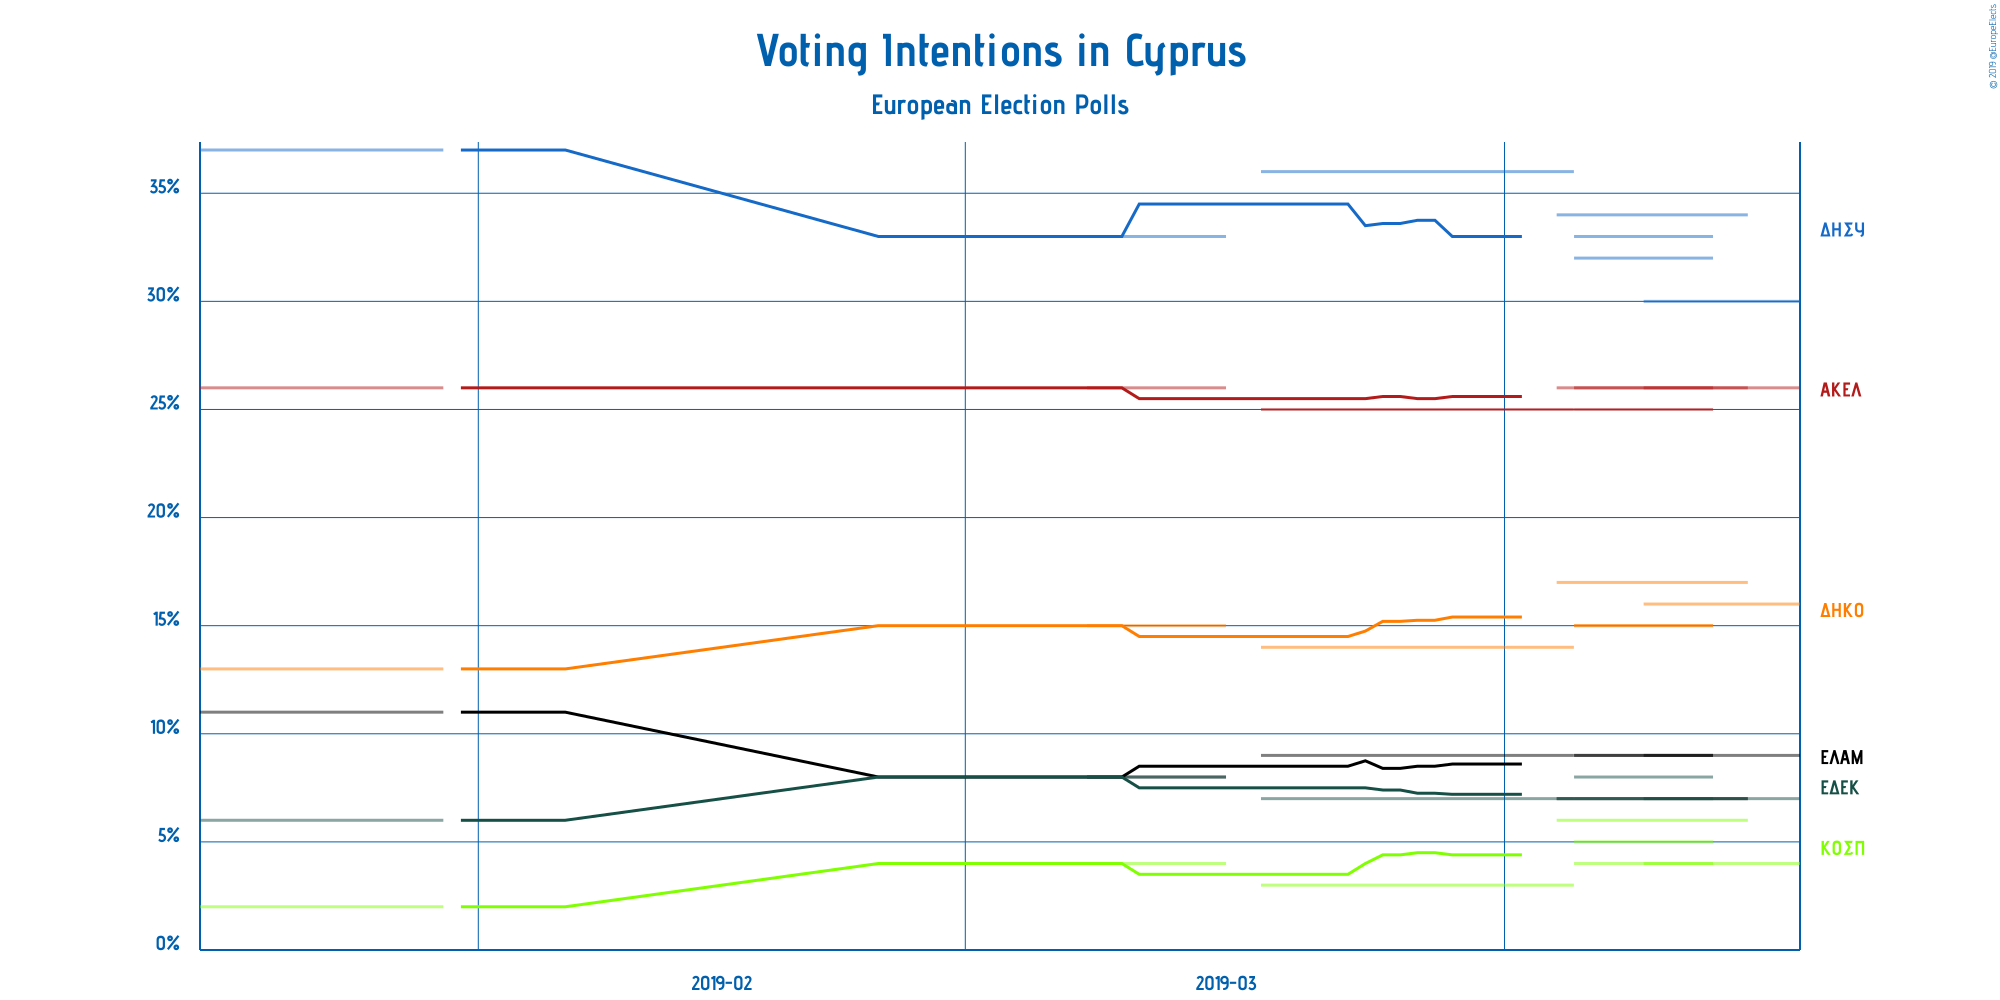 Voting Intentions in Cyprus
European Election Polls
© 2019 @EuropeElects
35%
30%
25%
20%
15%
10%
5%
0%
2019-02
2019-03
ΔΗΣΥ
ΑΚΕΛ
ΔΗΚΟ
ΕΛΑΜ
ΕΔΕΚ
ΚΟΣΠ